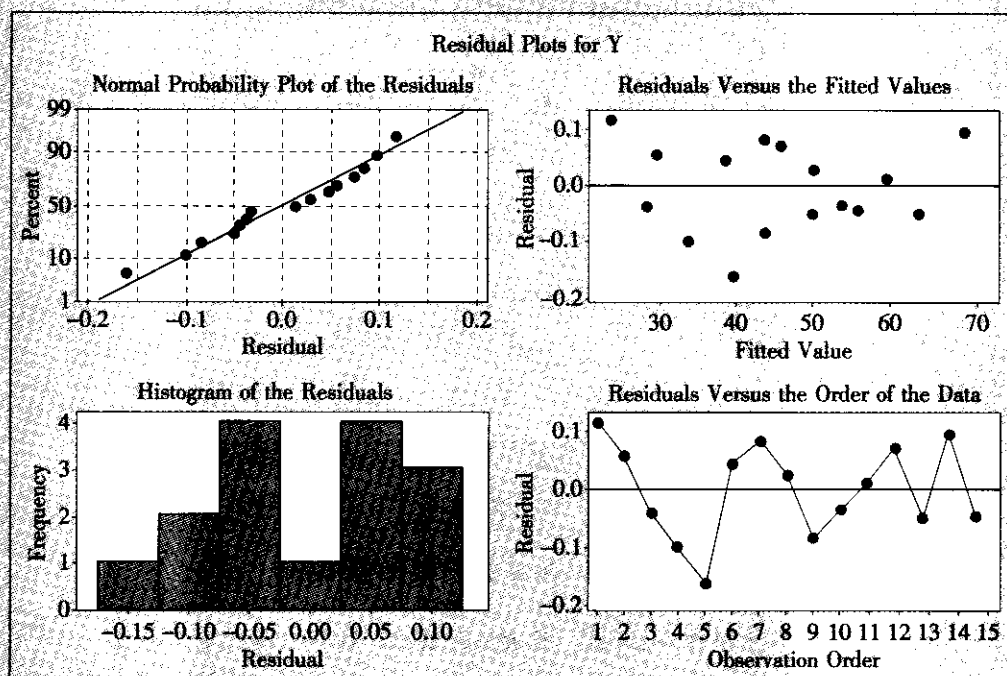 Residual Plots for Y
Normal Probability Plot of the Residuals
99
90
50
10
1
Percent
−0.2 −0.1 0.0 0.1 0.2
Residual
Residuals Versus the Fitted Values
0.1
0.0
−0.1
−0.2
Residual
30 40 50 60 70
Fitted Value
Histogram of the Residuals
4
3
2
1
0
Frequency
−0.15 −0.10 −0.05 0.00 0.05 0.10
Residual
Residuals Versus the Order of the Data
0.1
0.0
−0.1
−0.2
Residual
1 2 3 4 5 6 7 8 9 10 11 12 13 14 15
Observation Order